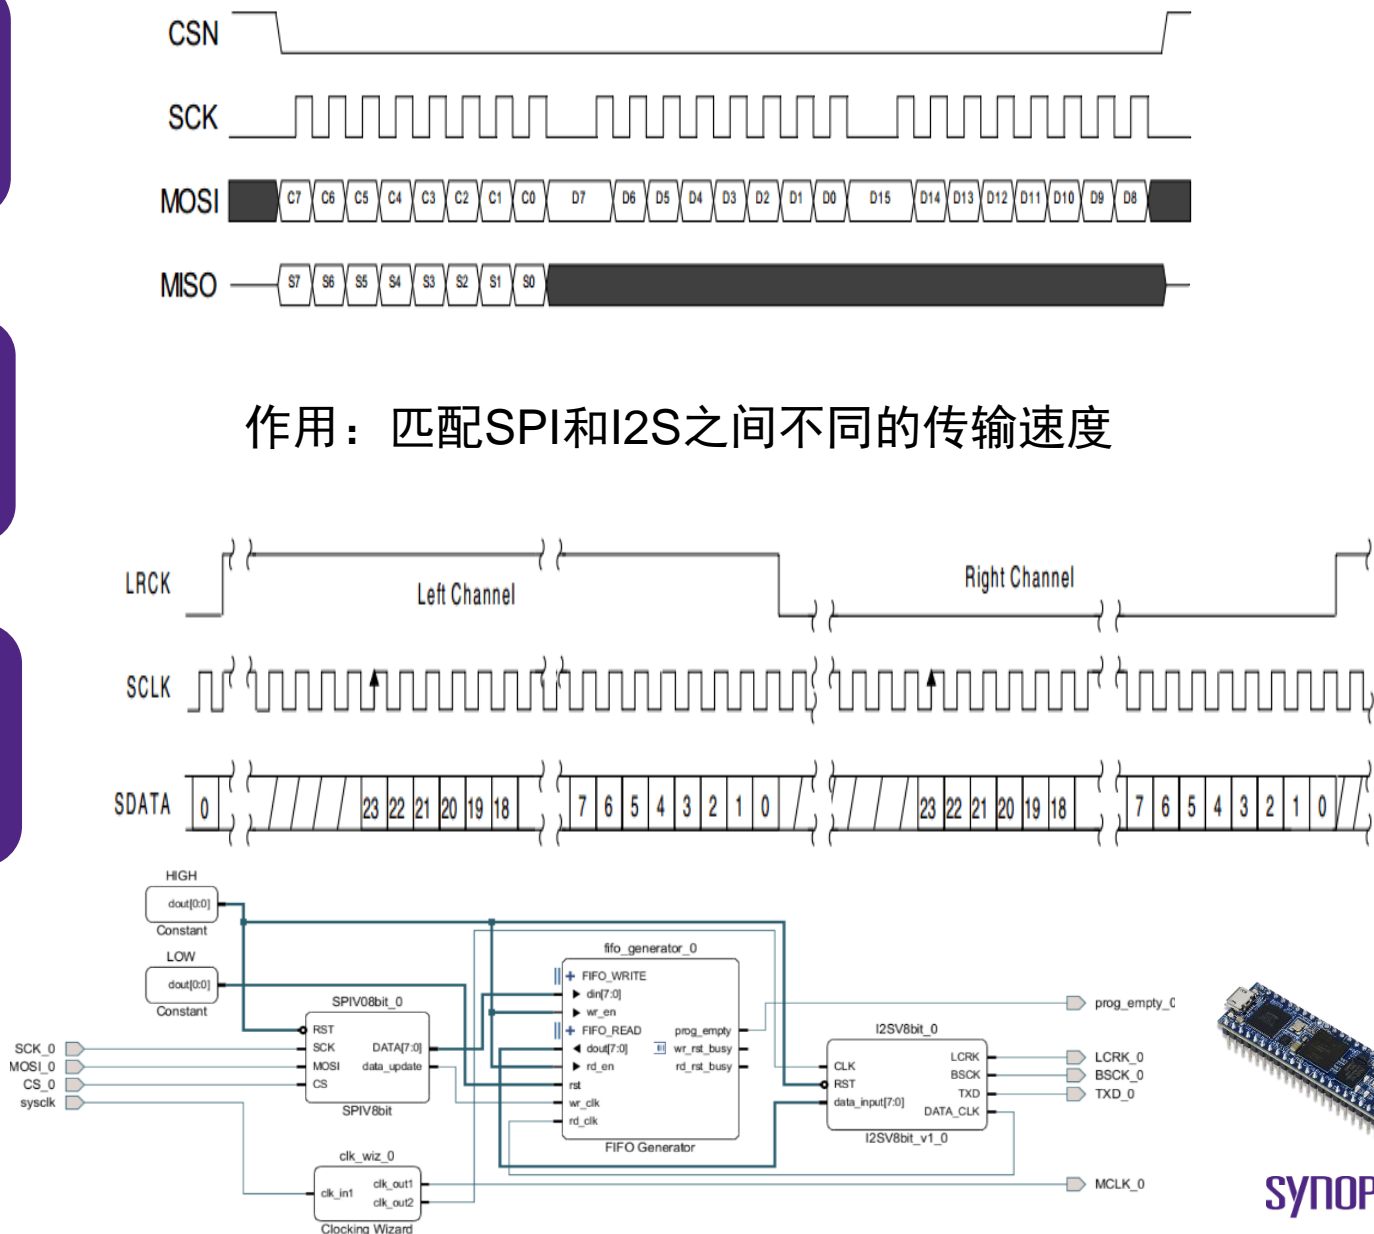 CSN
SCK
MOSI C7 C6 C5 C4 C3 C2 C1 C0 D7 D6 D5 D4 D3 D2 D1 D0 D15 D14 D13 D12 D11 D10 D9 D8
MISO S7 S6 S5 S4 S3 S2 S1 S0
作用：匹配SPI和I2S之间不同的传输速度
LRCK Left Channel Right Channel
SCLK
SDATA 0 23 22 21 20 19 18 7 6 5 4 3 2 1 0 23 22 21 20 19 18 7 6 5 4 3 2 1 0
HIGH
dout[0:0]
Constant
LOW
dout[0:0]
Constant
SCK_0
MOSI_0
CS_0
sysclk
SPIV08bit_0
RST
SCK DATA[7:0]
MOSI data_update
CS
SPIV8bit
clk_wiz_0
clk_in1 clk_out1
clk_out2
Clocking Wizard
fifo_generator_0
FIFO_WRITE
din[7:0]
wr_en
FIFO_READ prog_empty
dout[7:0] wr_rst_busy
rd_en rd_rst_busy
rst
wr_clk
rd_clk
FIFO Generator
I2SV8bit_0
CLK LCRK
RST BSCK
data_input[7:0] TXD
DATA_CLK
I2SV8bit_v1_0
prog_empty_0
LCRK_0
BSCK_0
TXD_0
MCLK_0
SYNOP